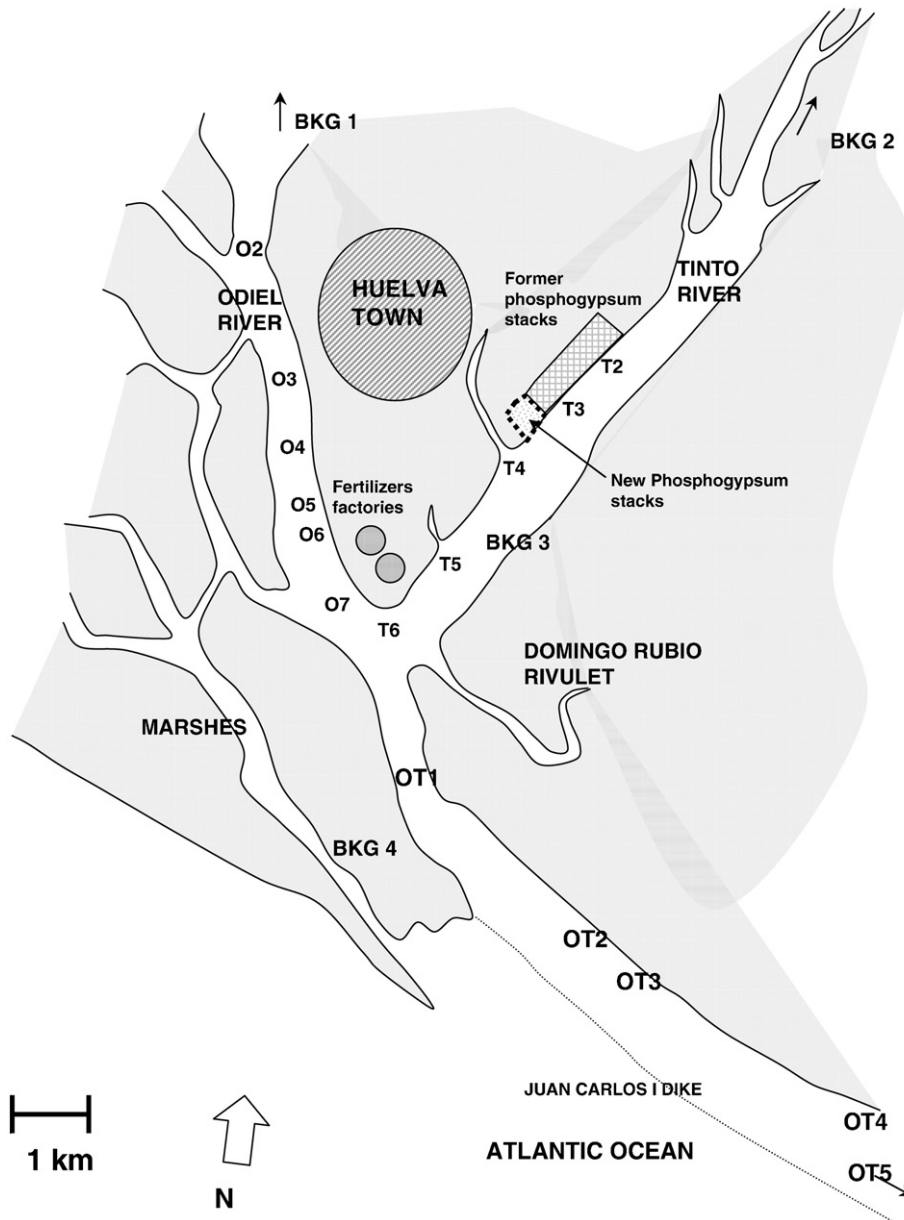 BKG 1
BKG 2
O2
ODIEL
RIVER
HUELVA
TOWN
Former
phosphogypsum
stacks
TINTO
RIVER
O3
T2
T3
O4
T4
New Phosphogypsum
stacks
Fertilizers
factories
O5
O6
BKG 3
T5
O7
T6
DOMINGO RUBIO
RIVULET
MARSHES
OT1
BKG 4
OT2
OT3
JUAN CARLOS I DIKE
OT4
ATLANTIC OCEAN
OT5
1 km
N